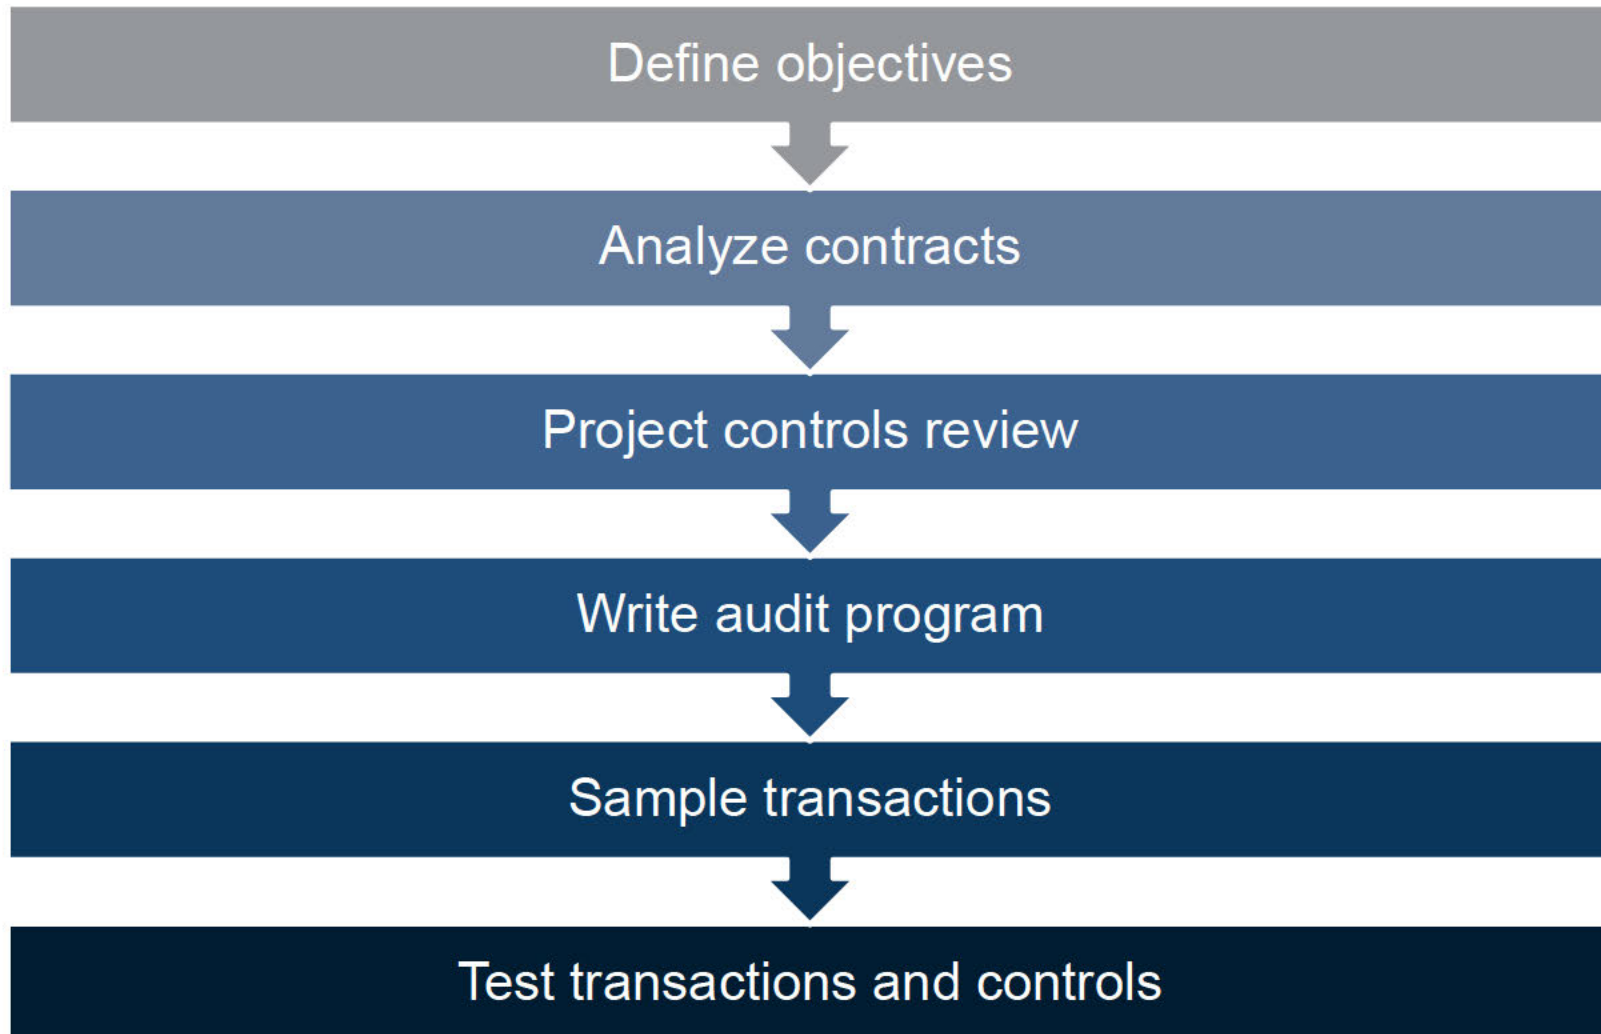 Define objectives
Analyze contracts
Project controls review
Write audit program
Sample transactions
Test transactions and controls